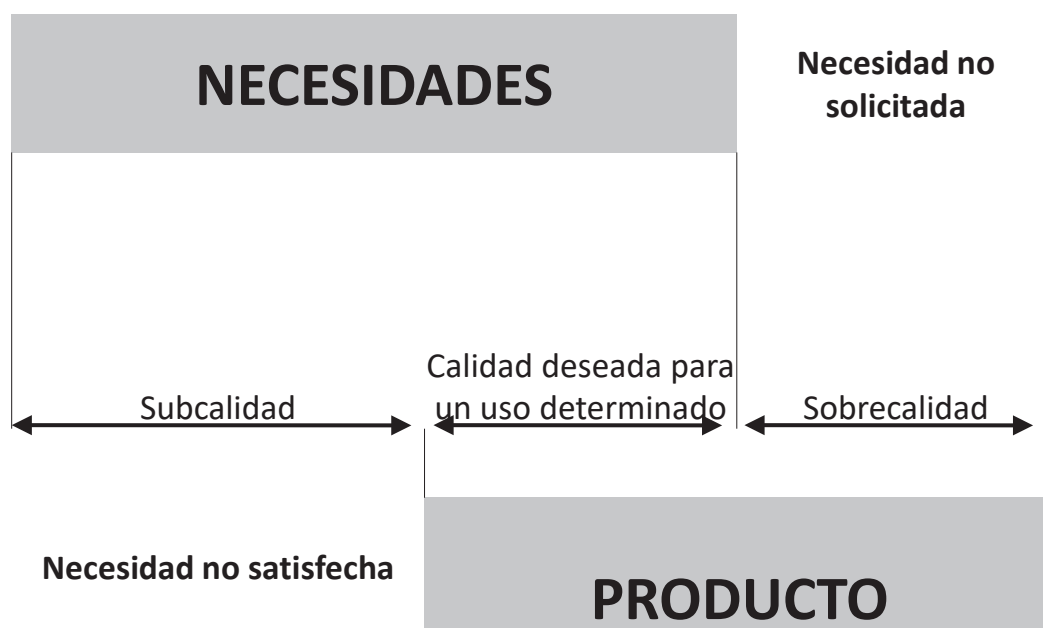 NECESIDADES
Necesidad no
solicitada
Subcalidad
Calidad deseada para
un uso determinado
Sobrecalidad
Necesidad no satisfecha
PRODUCTO